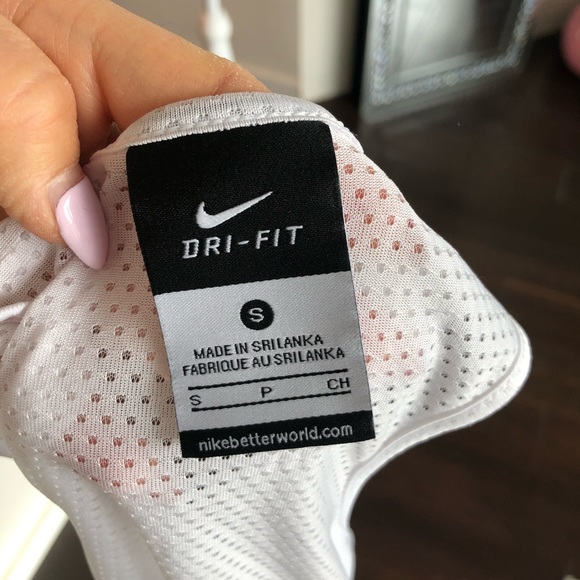 DRI-FIT
S
MADE IN SRI LANKA
FABRIQUE AU SRI LANKA
S P CH
nikebetterworld.com